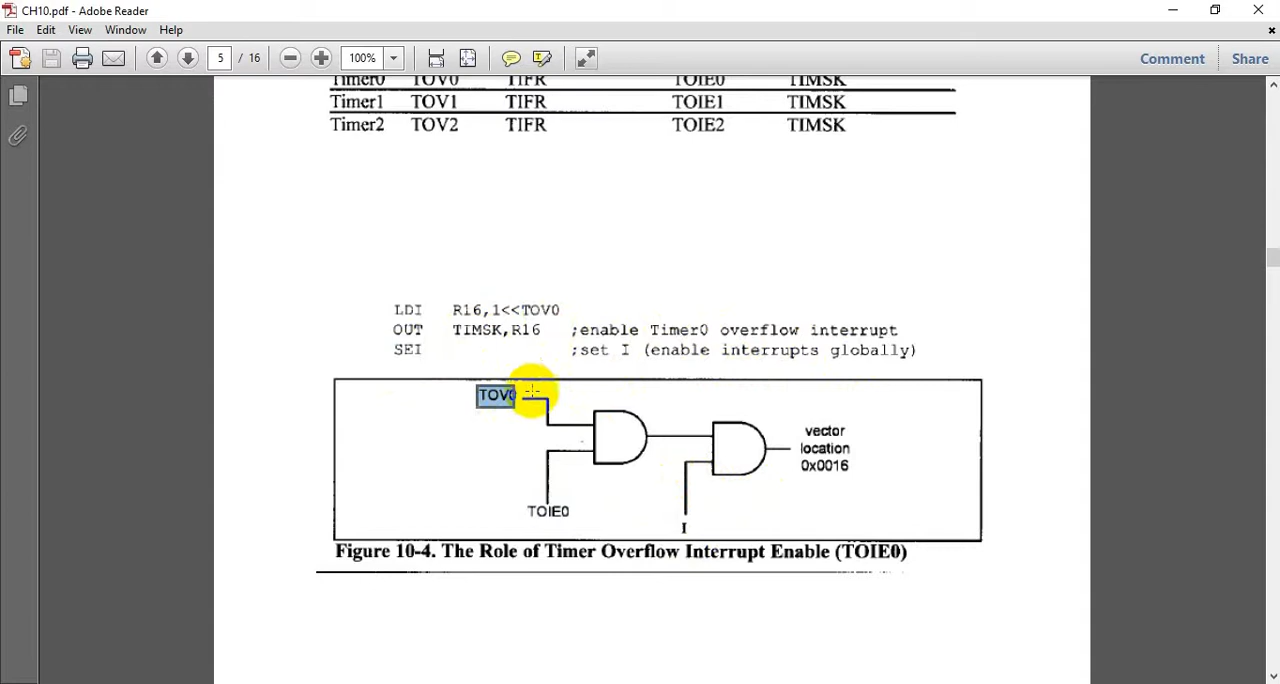 CH10.pdf - Adobe Reader
File Edit View Window Help
5 / 16 100% Comment Share
Timer0 TOV0 TIFR TOIE0 TIMSK
Timer1 TOV1 TIFR TOIE1 TIMSK
Timer2 TOV2 TIFR TOIE2 TIMSK
LDI R16,1<<TOV0
OUT TIMSK,R16 ;enable Timer0 overflow interrupt
SEI ;set I (enable interrupts globally)
TOV0
vector
location
0x0016
TOIE0
I
Figure 10-4. The Role of Timer Overflow Interrupt Enable (TOIE0)